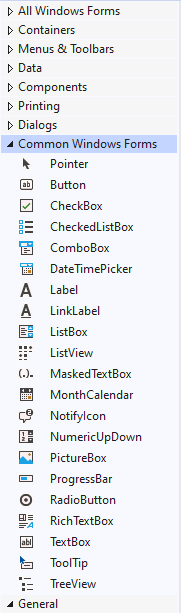 All Windows Forms
Containers
Menus & Toolbars
Data
Components
Printing
Dialogs
Common Windows Forms
Pointer
Button
CheckBox
CheckedListBox
ComboBox
DateTimePicker
Label
LinkLabel
ListBox
ListView
MaskedTextBox
MonthCalendar
NotifyIcon
NumericUpDown
PictureBox
ProgressBar
RadioButton
RichTextBox
TextBox
ToolTip
TreeView
General